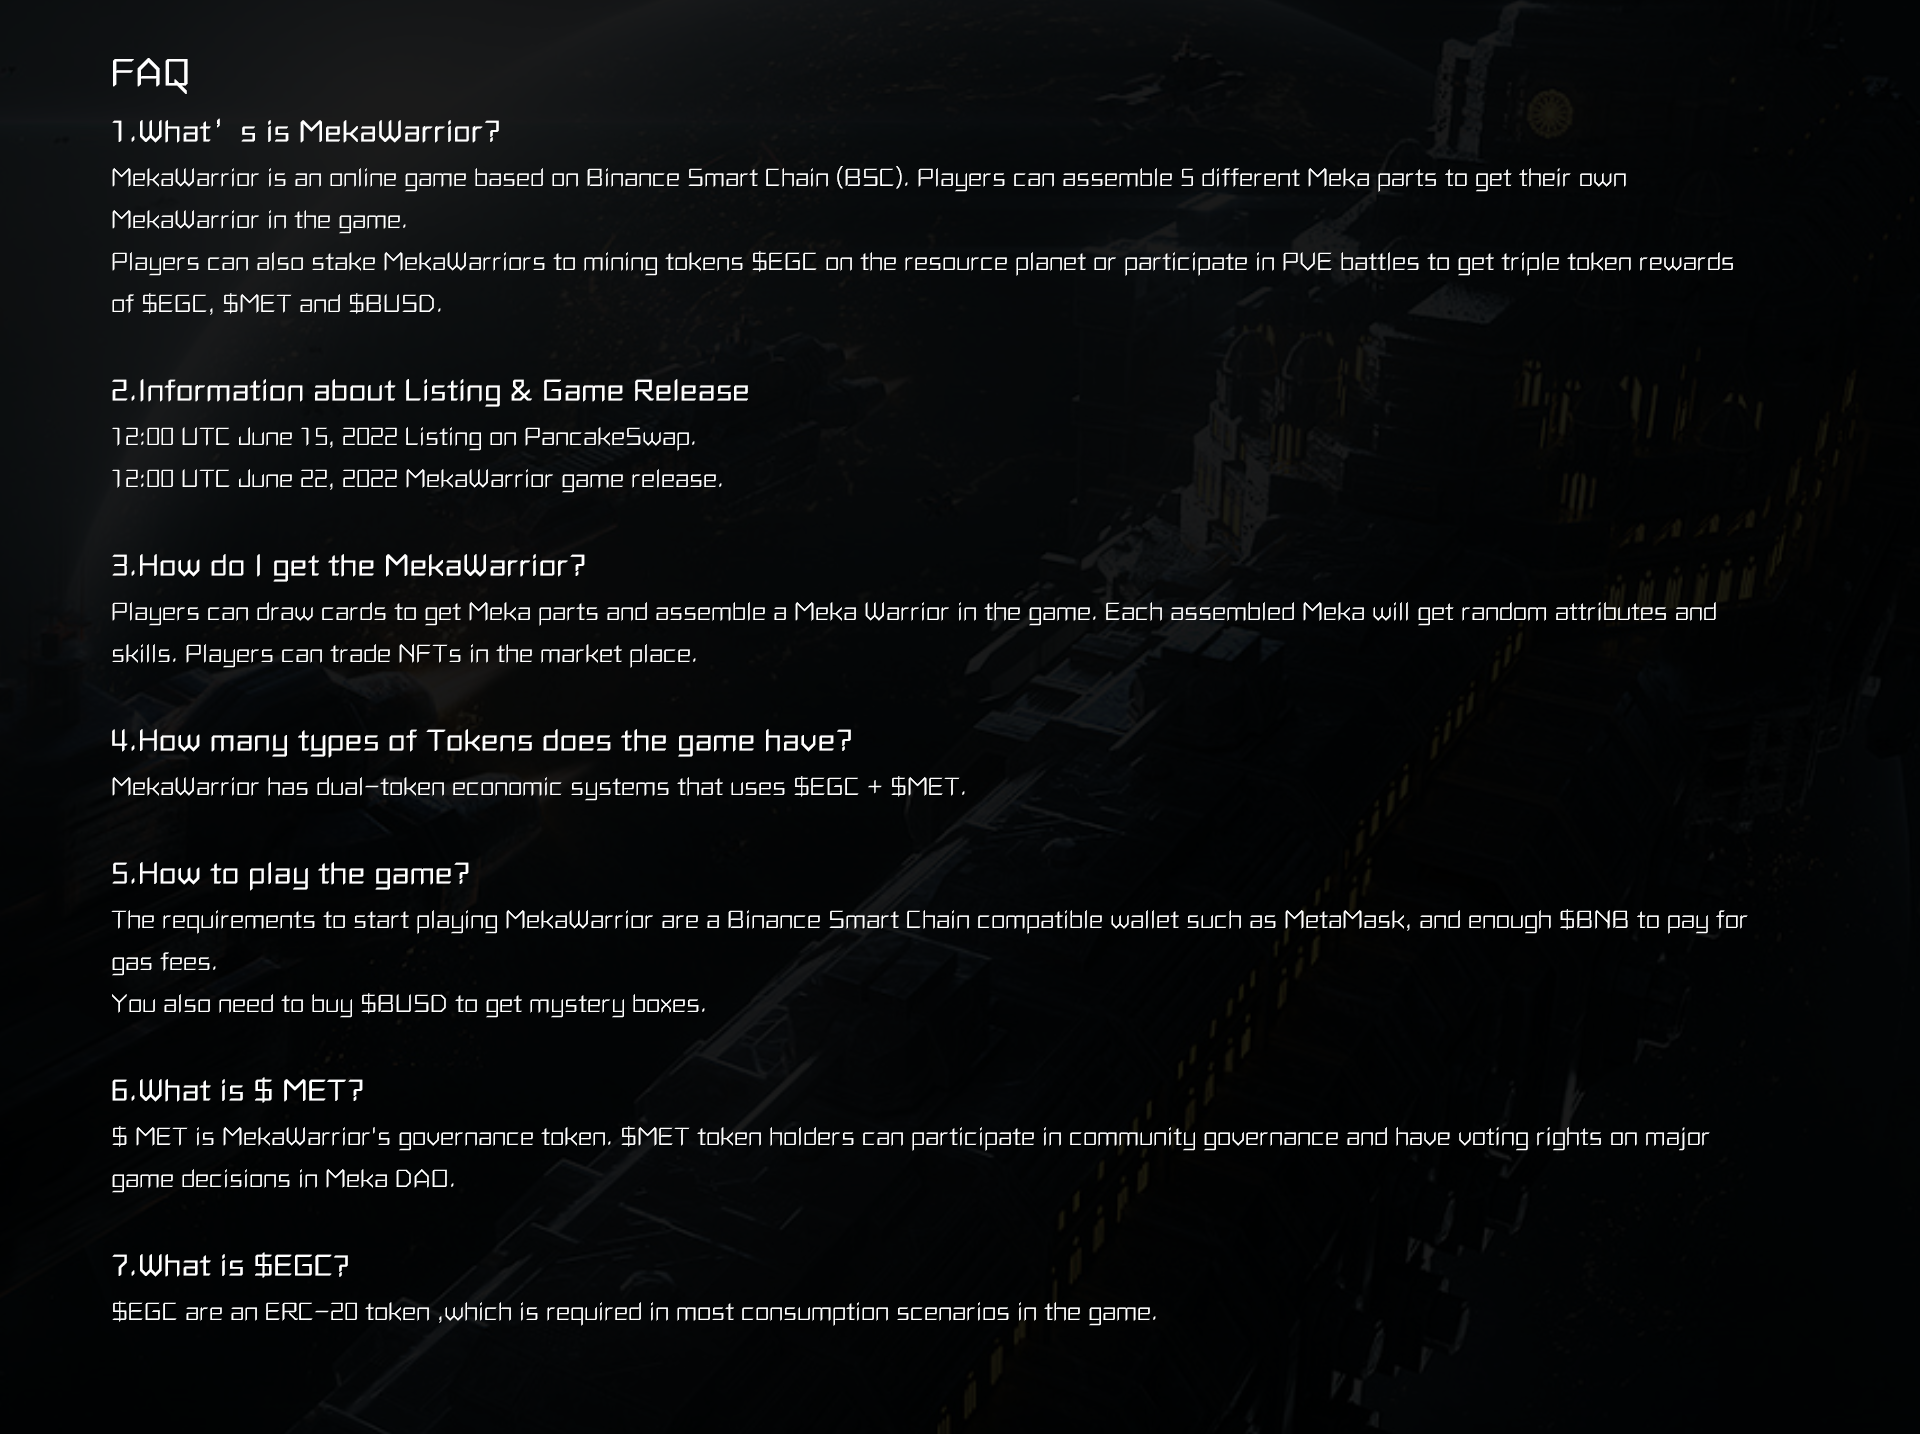 FAQ
1.What’s is MekaWarrior?
MekaWarrior is an online game based on Binance Smart Chain (BSC). Players can assemble 5 different Meka parts to get their own
MekaWarrior in the game.
Players can also stake MekaWarriors to mining tokens $EGC on the resource planet or participate in PVE battles to get triple token rewards
of $EGC, $MET and $BUSD.
2.Information about Listing & Game Release
12:00 UTC June 15, 2022 Listing on PancakeSwap.
12:00 UTC June 22, 2022 MekaWarrior game release.
3.How do I get the MekaWarrior?
Players can draw cards to get Meka parts and assemble a Meka Warrior in the game. Each assembled Meka will get random attributes and
skills. Players can trade NFTs in the market place.
4.How many types of Tokens does the game have?
MekaWarrior has dual-token economic systems that uses $EGC + $MET.
5.How to play the game?
The requirements to start playing MekaWarrior are a Binance Smart Chain compatible wallet such as MetaMask, and enough $BNB to pay for
gas fees.
You also need to buy $BUSD to get mystery boxes.
6.What is $ MET?
$ MET is MekaWarrior's governance token. $MET token holders can participate in community governance and have voting rights on major
game decisions in Meka DAO.
7.What is $EGC?
$EGC are an ERC-20 token ,which is required in most consumption scenarios in the game.